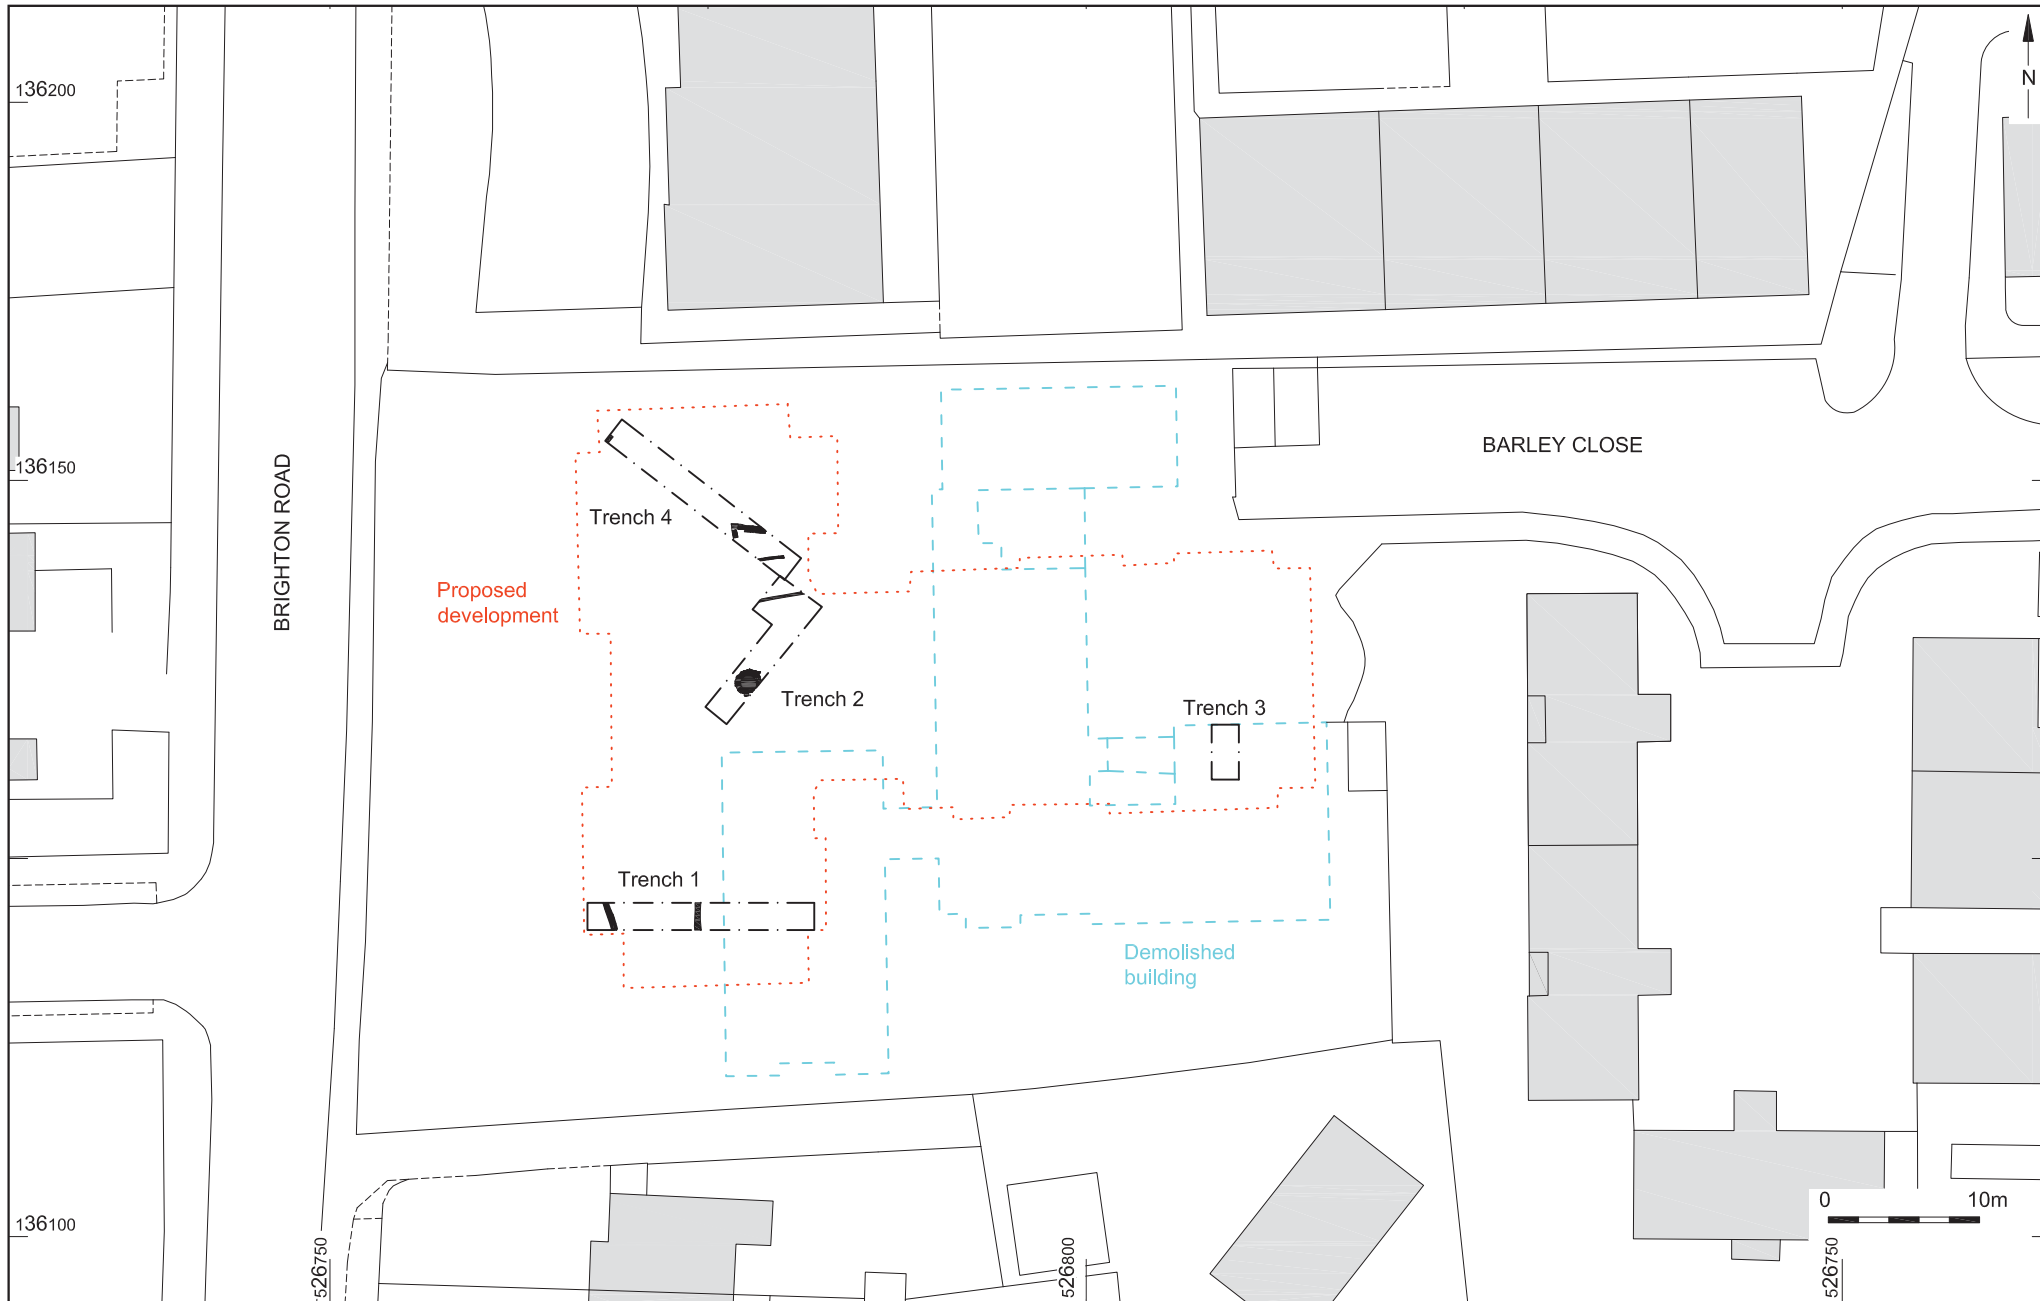 136200
N
136150
BARLEY CLOSE
BRIGHTON ROAD
Trench 4
Proposed
development
Trench 2
Trench 3
Trench 1
Demolished
building
0 10m
136100
526750
526800
526750